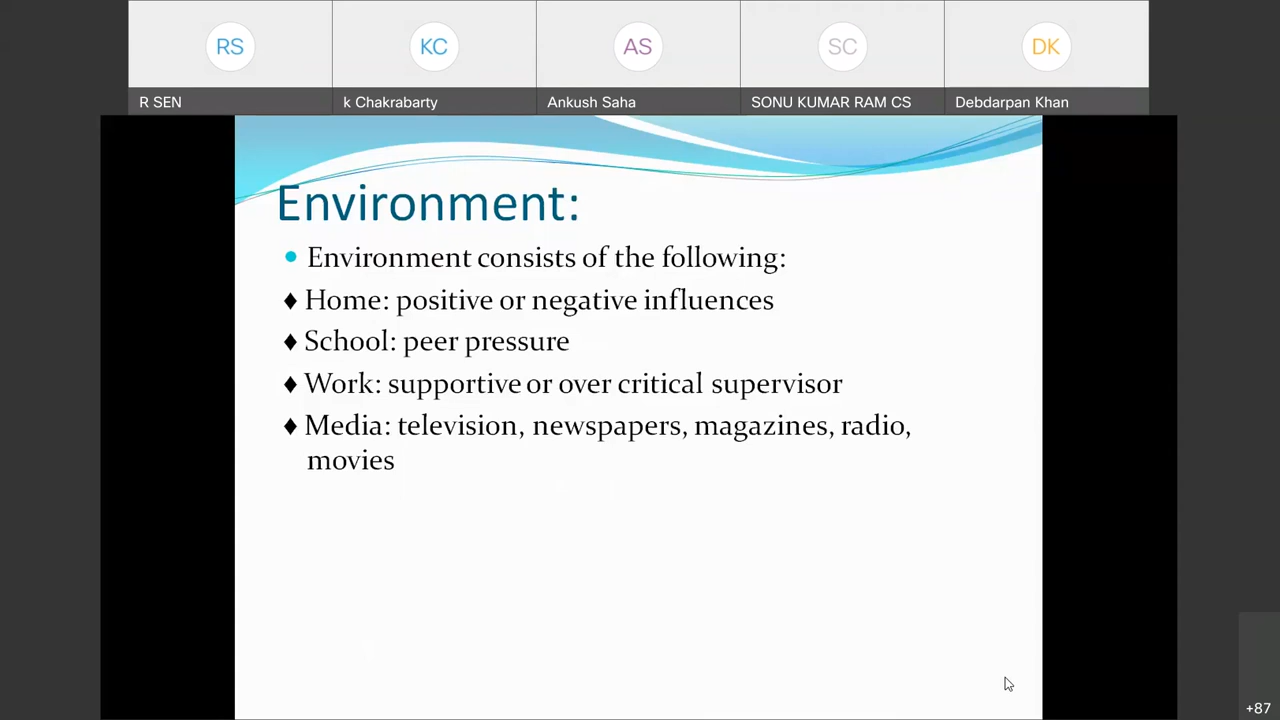 RS
KC
AS
SC
DK
R SEN
k Chakrabarty
Ankush Saha
SONU KUMAR RAM CS
Debdarpan Khan
Environment:
• Environment consists of the following:
♦ Home: positive or negative influences
♦ School: peer pressure
♦ Work: supportive or over critical supervisor
♦ Media: television, newspapers, magazines, radio,
movies
+87